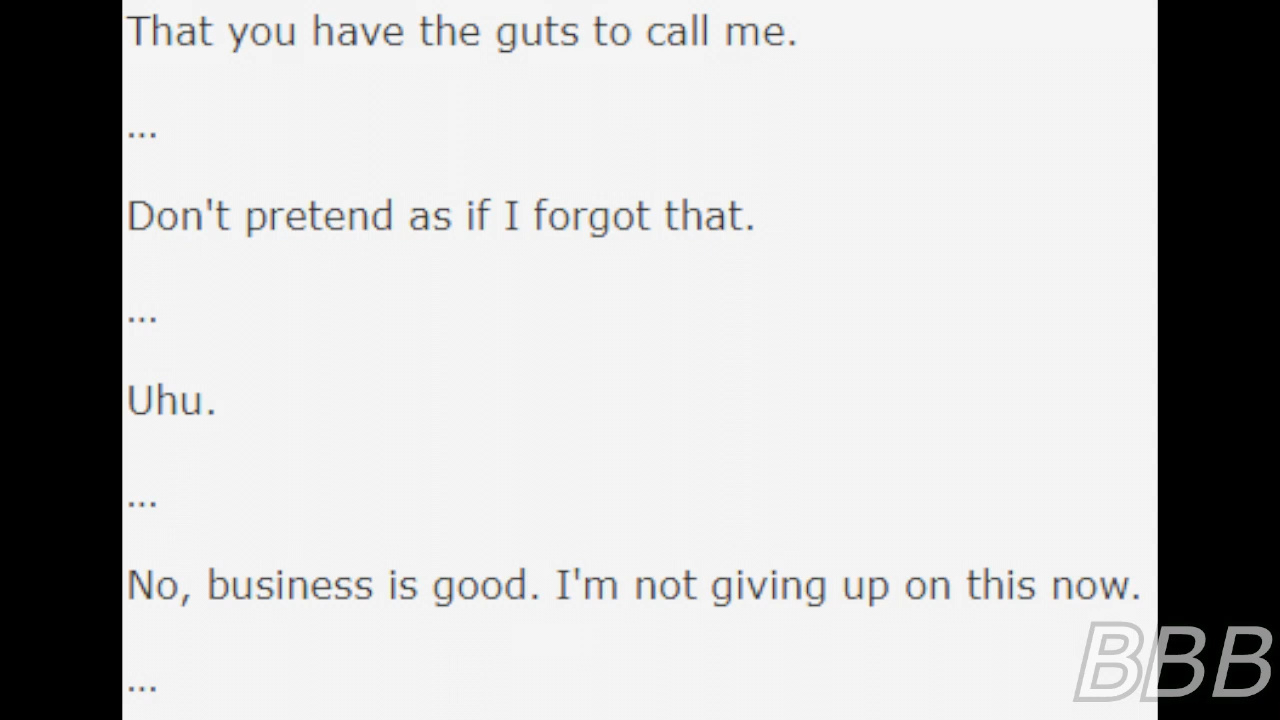 That you have the guts to call me.
...
Don't pretend as if I forgot that.
...
Uhu.
...
No, business is good. I'm not giving up on this now.
...
BBB